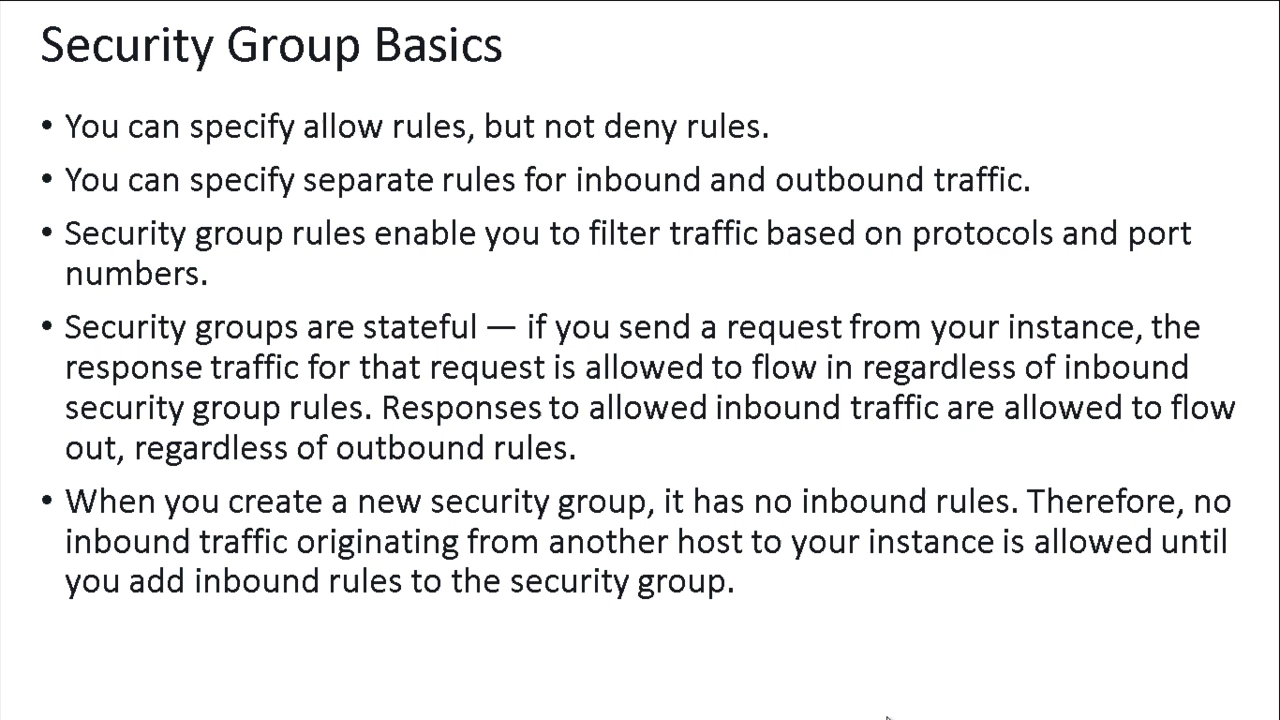 Security Group Basics
• You can specify allow rules, but not deny rules.
• You can specify separate rules for inbound and outbound traffic.
• Security group rules enable you to filter traffic based on protocols and port
numbers.
• Security groups are stateful — if you send a request from your instance, the
response traffic for that request is allowed to flow in regardless of inbound
security group rules. Responses to allowed inbound traffic are allowed to flow
out, regardless of outbound rules.
• When you create a new security group, it has no inbound rules. Therefore, no
inbound traffic originating from another host to your instance is allowed until
you add inbound rules to the security group.